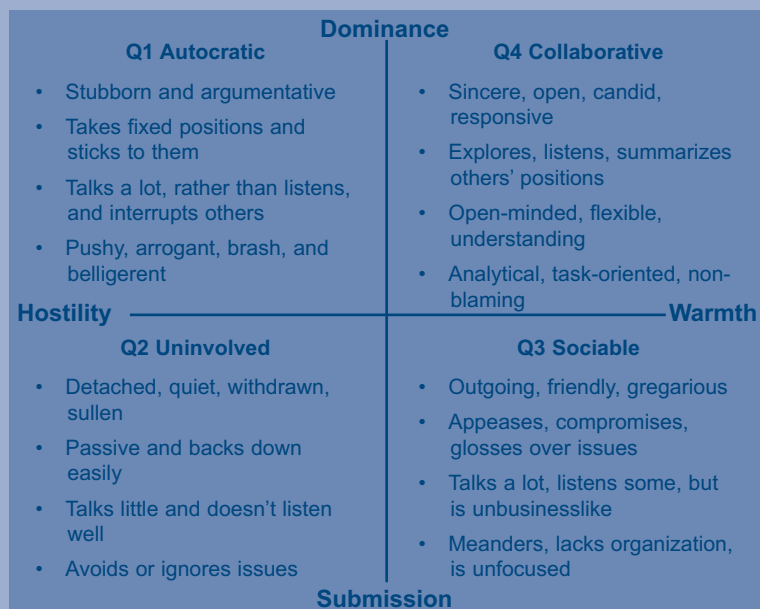 Dominance
Q1 Autocratic
• Stubborn and argumentative
• Takes fixed positions and
sticks to them
• Talks a lot, rather than listens,
and interrupts others
• Pushy, arrogant, brash, and
belligerent
Q4 Collaborative
• Sincere, open, candid,
responsive
• Explores, listens, summarizes
others’ positions
• Open-minded, flexible,
understanding
• Analytical, task-oriented, non-
blaming
Hostility
Warmth
Q2 Uninvolved
• Detached, quiet, withdrawn,
sullen
• Passive and backs down
easily
• Talks little and doesn’t listen
well
• Avoids or ignores issues
Q3 Sociable
• Outgoing, friendly, gregarious
• Appeases, compromises,
glosses over issues
• Talks a lot, listens some, but
is unbusinesslike
• Meanders, lacks organization,
is unfocused
Submission